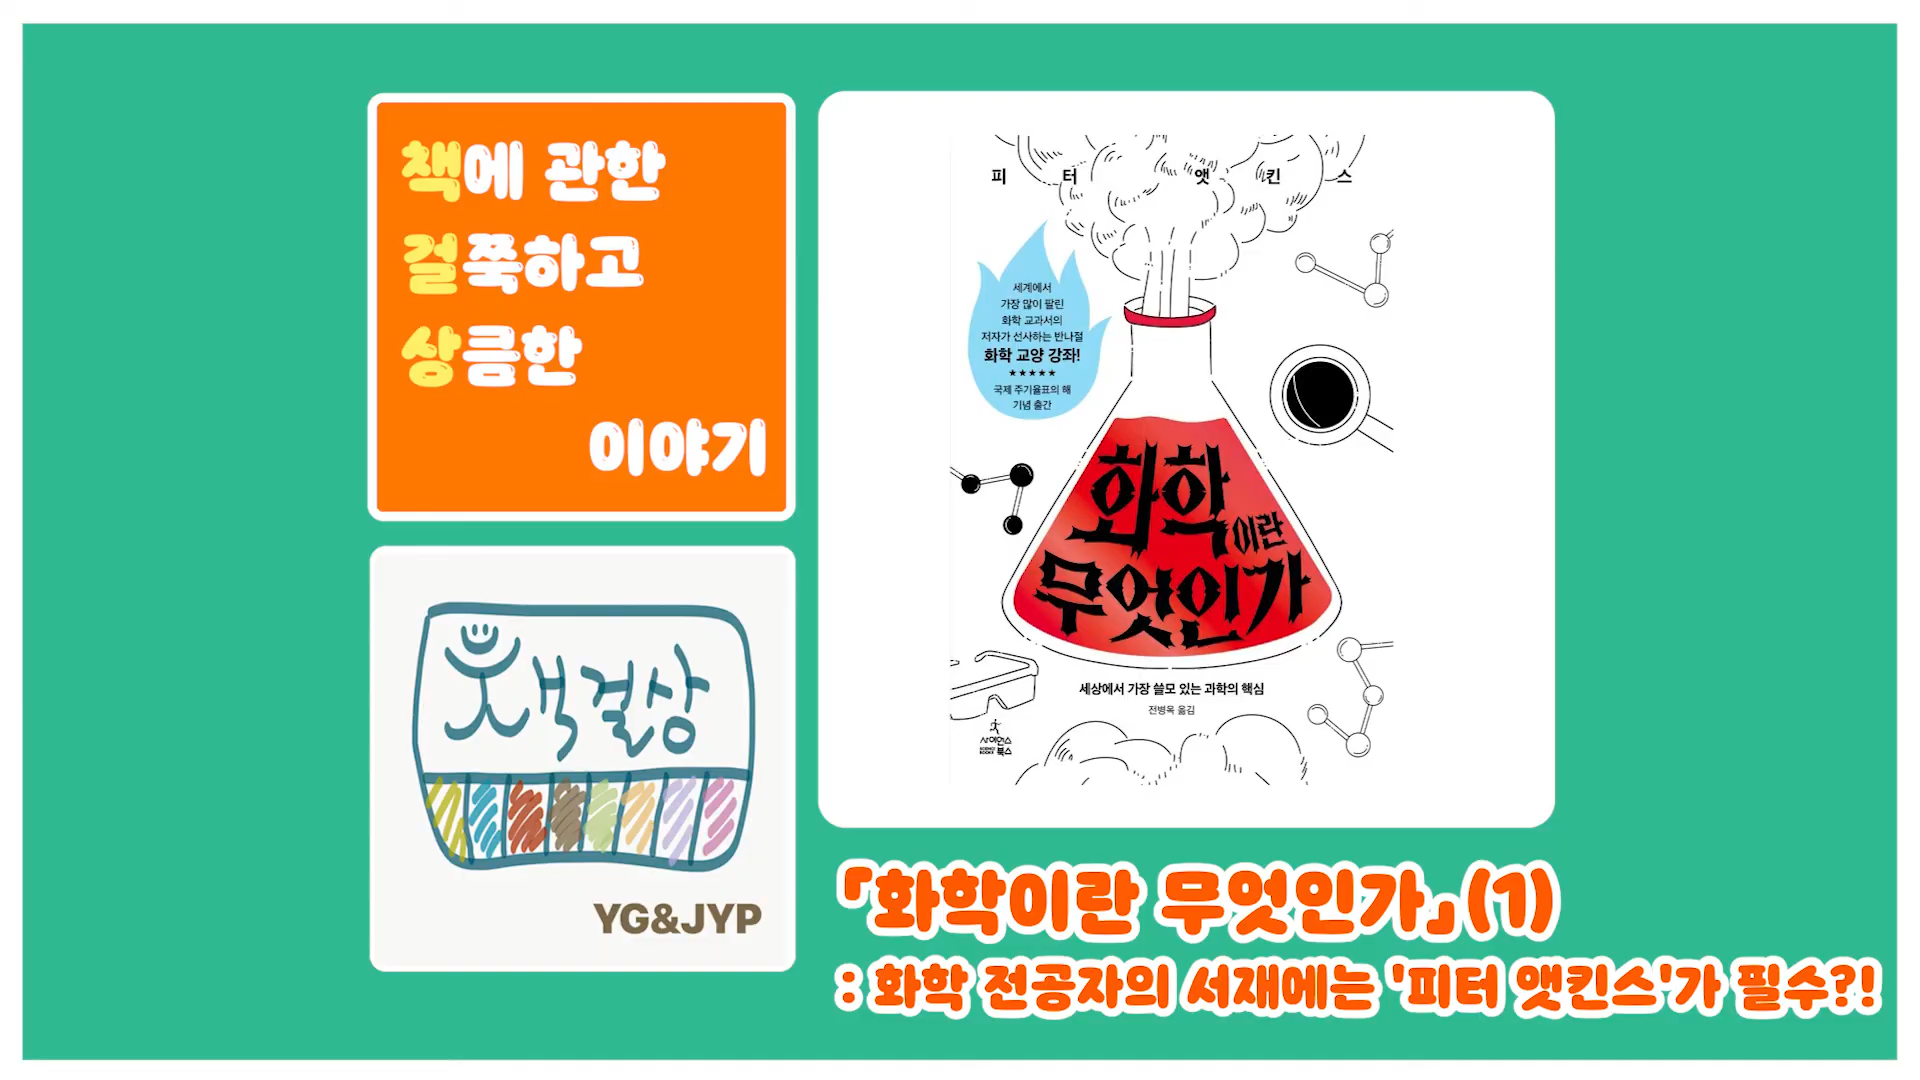 책에 관한
걸쭉하고
상큼한
이야기
책걸상
YG&JYP
피터 앳킨스
세계에서
가장 많이 팔린
화학 교과서의
저자가 선사하는 반나절
화학 교양 강좌!
★★★★★
국제 주기율표의 해
기념 출간
화학이란
무엇인가
세상에서 가장 쓸모 있는 과학의 핵심
전병옥 옮김
사이언스
SCIENCE BOOKS 북스
「화학이란 무엇인가」(1)
: 화학 전공자의 서재에는 '피터 앳킨스'가 필수?!